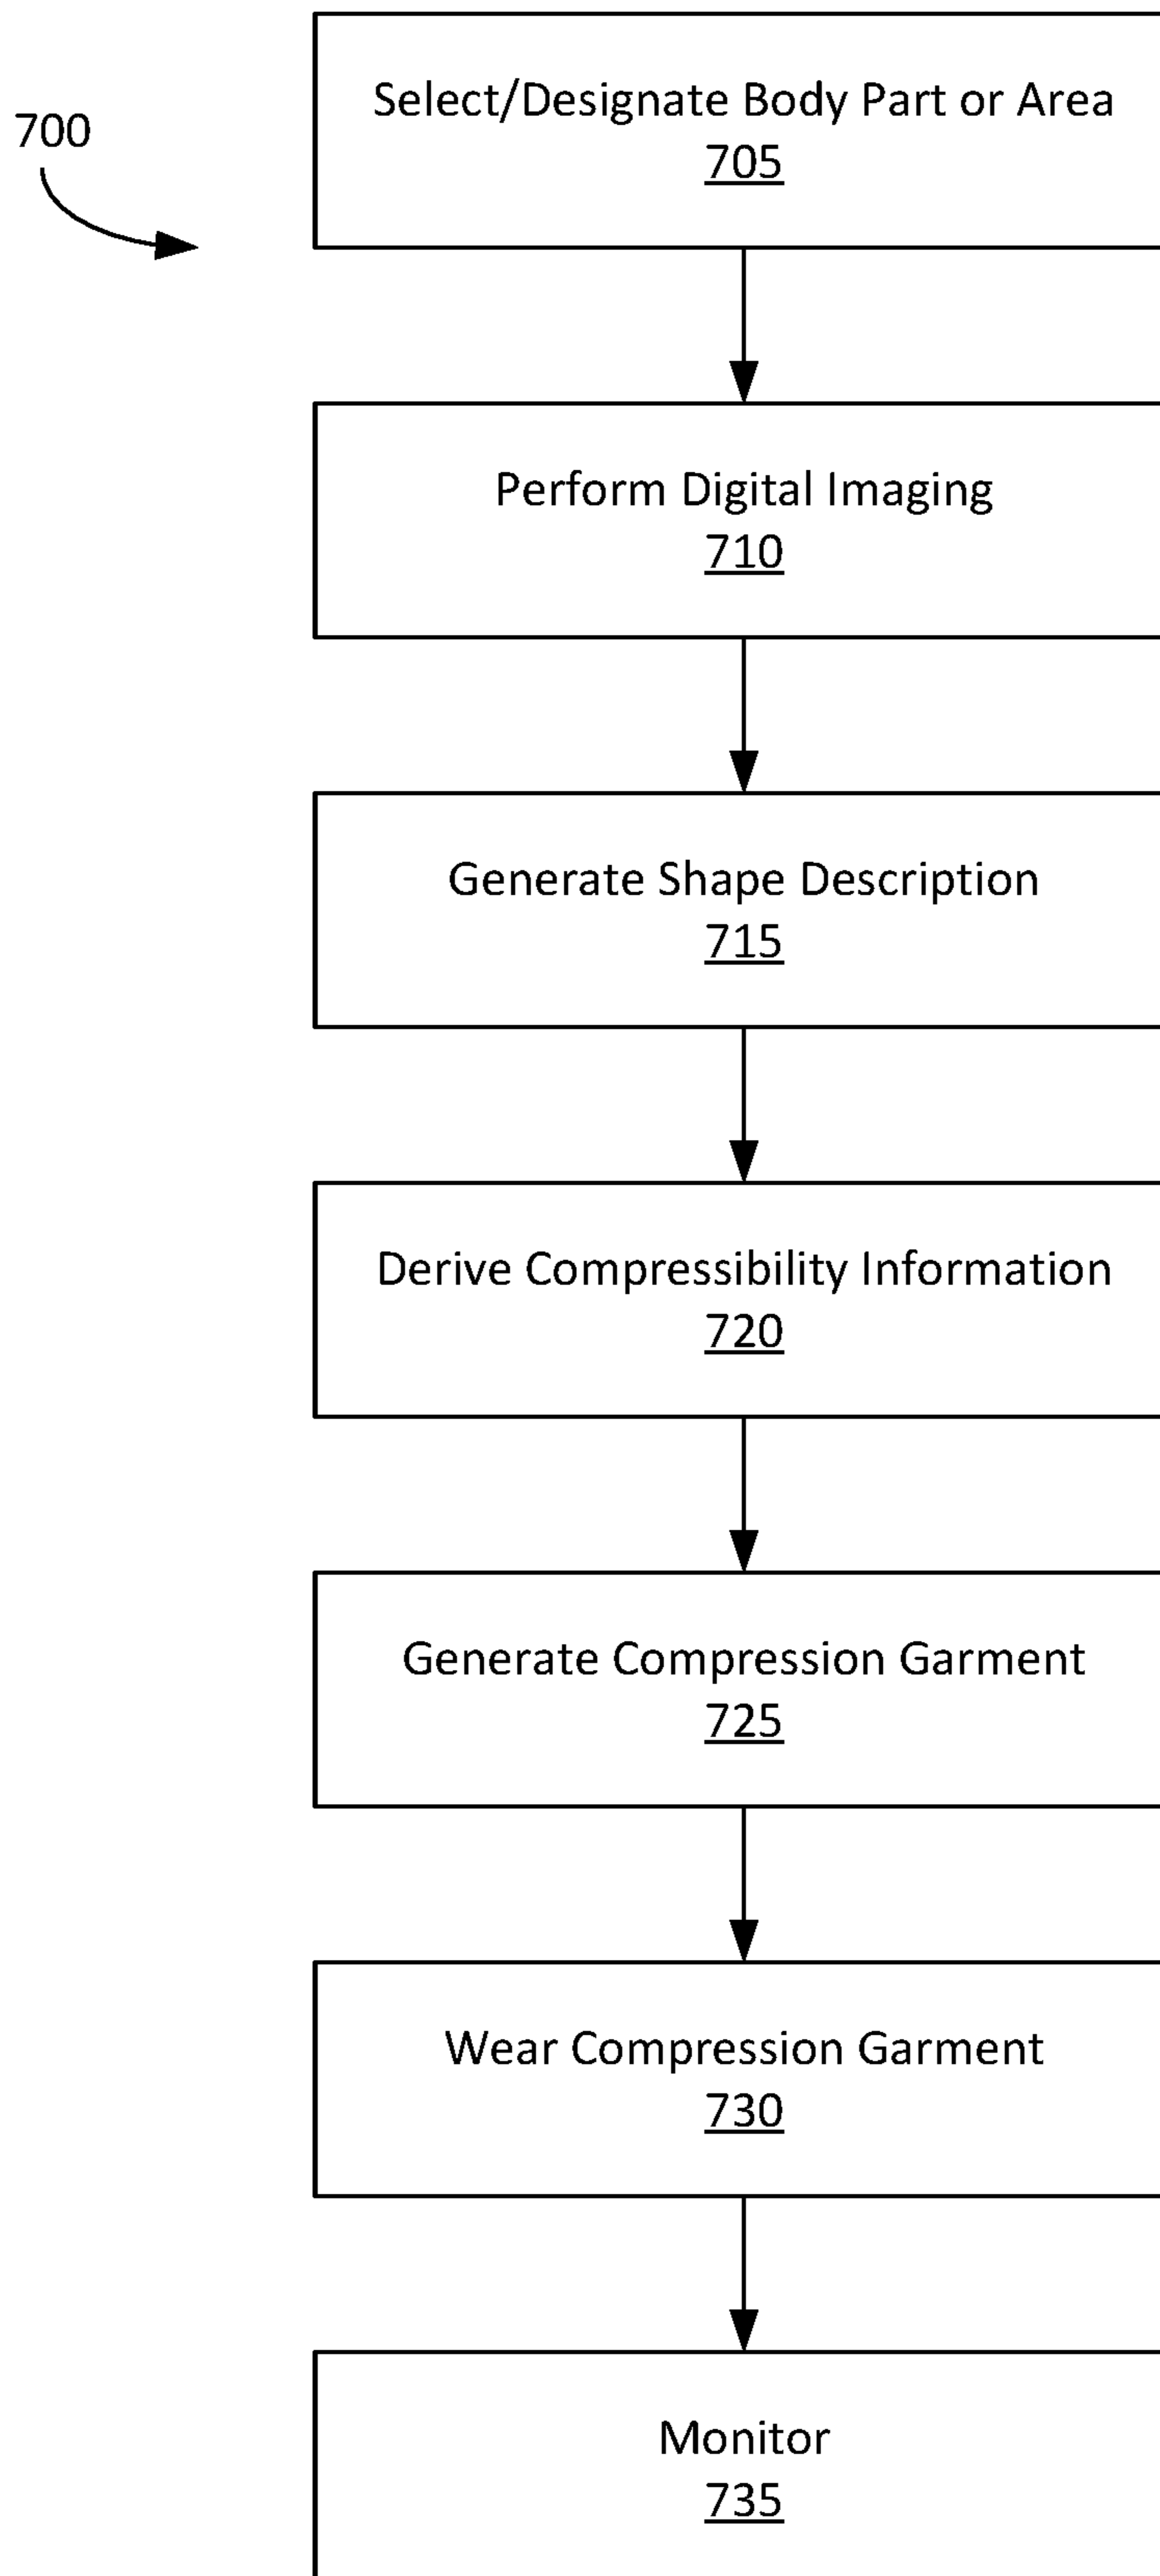 700
Select/Designate Body Part or Area
705
Perform Digital Imaging
710
Generate Shape Description
715
Derive Compressibility Information
720
Generate Compression Garment
725
Wear Compression Garment
730
Monitor
735